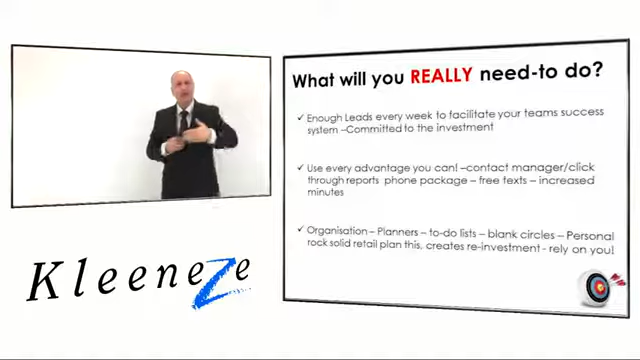 What will you REALLY need-to do?
✓ Enough Leads every week to facilitate your teams success
system –Committed to the investment
✓ Use every advantage you can! –contact manager/click
through reports phone package – free texts – increased
minutes
✓ Organisation – Planners – to-do lists – blank circles – Personal
rock solid retail plan this, creates re-investment - rely on you!
Kleeneze